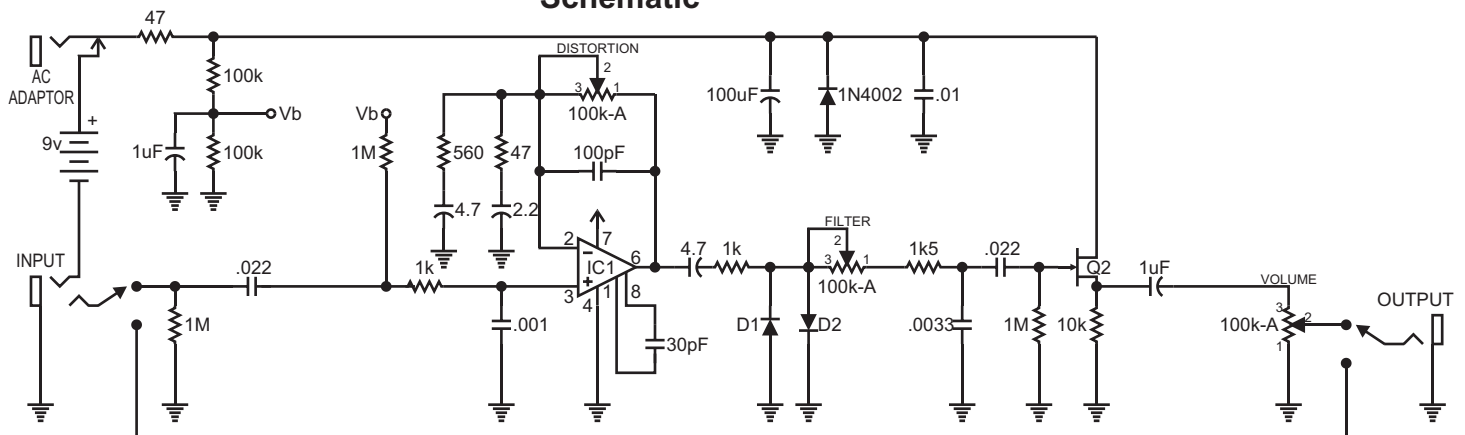 Schematic
47
AC
ADAPTOR
100k
Vb
9v
+
1uF
100k
Vb
1M
560
47
4.7
2.2
DISTORTION
2
3
1
100k-A
100pF
100uF
1N4002
.01
INPUT
1M
.022
1k
.001
2
7
IC1
6
3
4
1
8
30pF
4.7
1k
D1
D2
FILTER
2
3
1
100k-A
1k5
.0033
.022
1M
Q2
10k
1uF
VOLUME
3
2
1
100k-A
OUTPUT